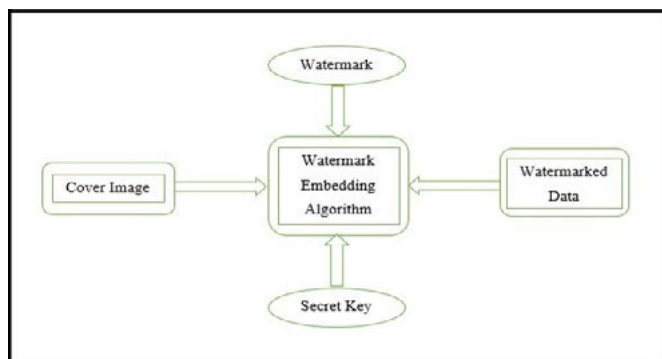 Watermark
Cover Image
Watermark
Embedding
Algorithm
Watermarked
Data
Secret Key